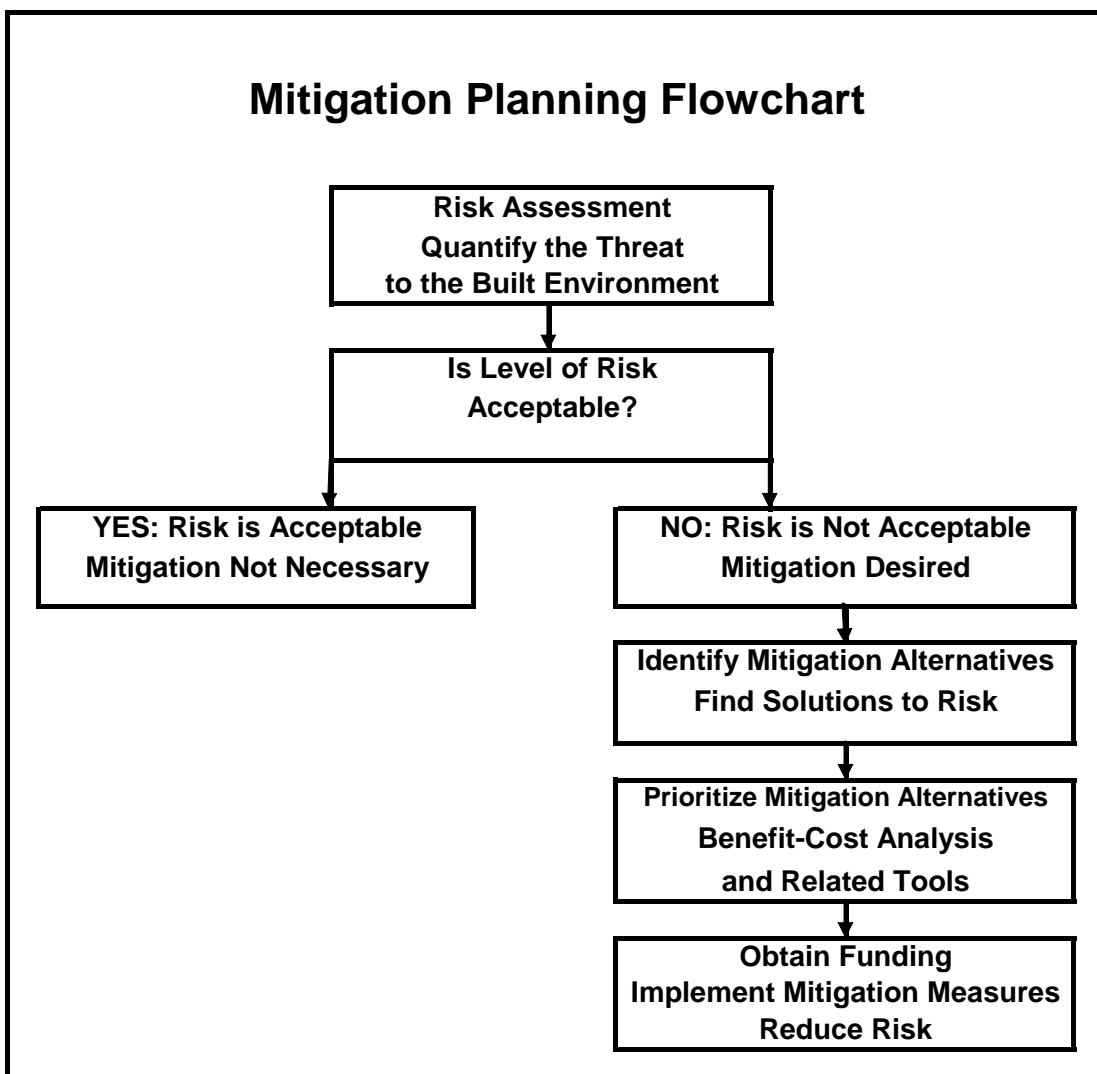 Mitigation Planning Flowchart
Risk Assessment
Quantify the Threat
to the Built Environment
Is Level of Risk
Acceptable?
YES: Risk is Acceptable
Mitigation Not Necessary
NO: Risk is Not Acceptable
Mitigation Desired
Identify Mitigation Alternatives
Find Solutions to Risk
Prioritize Mitigation Alternatives
Benefit-Cost Analysis
and Related Tools
Obtain Funding
Implement Mitigation Measures
Reduce Risk